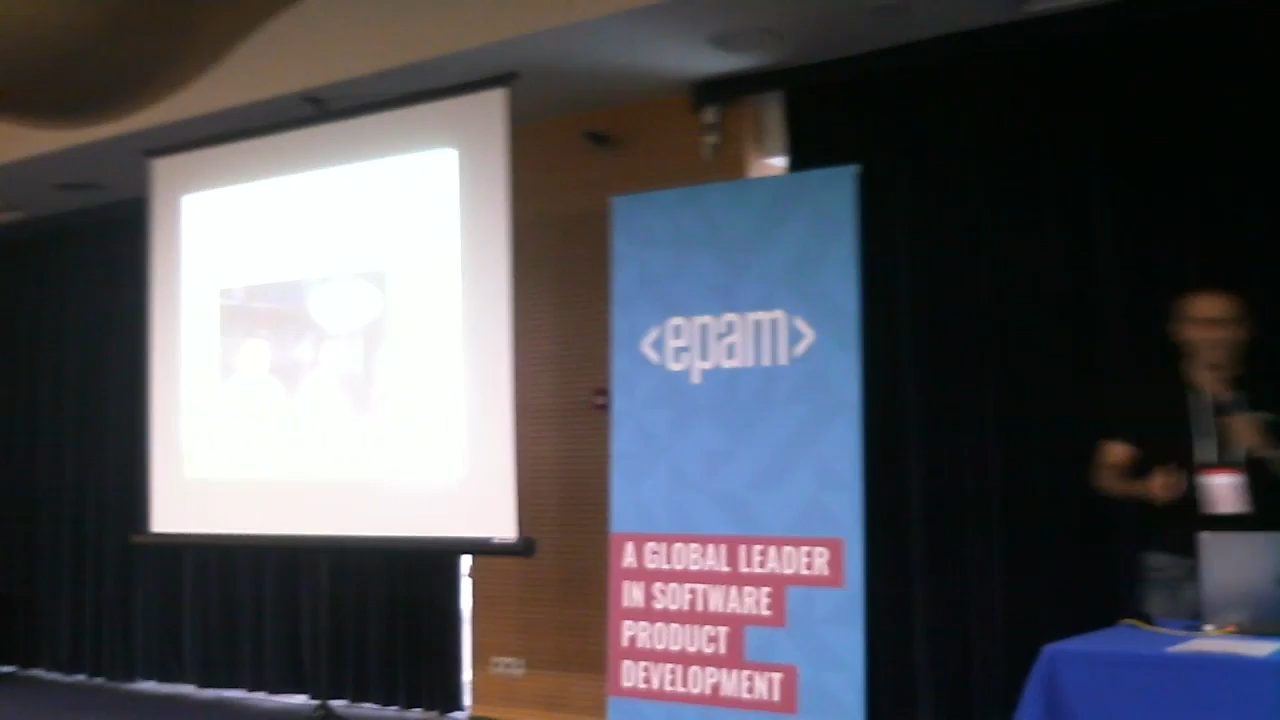 <epam>
A GLOBAL LEADER
IN SOFTWARE
PRODUCT
DEVELOPMENT